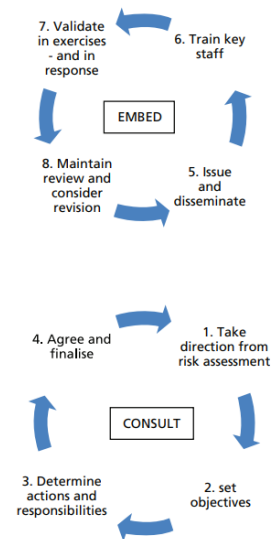 7. Validate
in exercises
- and in
response
6. Train key
staff
EMBED
8. Maintain
review and
consider
revision
5. Issue
and
disseminate
4. Agree and
finalise
1. Take
direction from
risk assessment
CONSULT
3. Determine
actions and
responsibilities
2. set
objectives